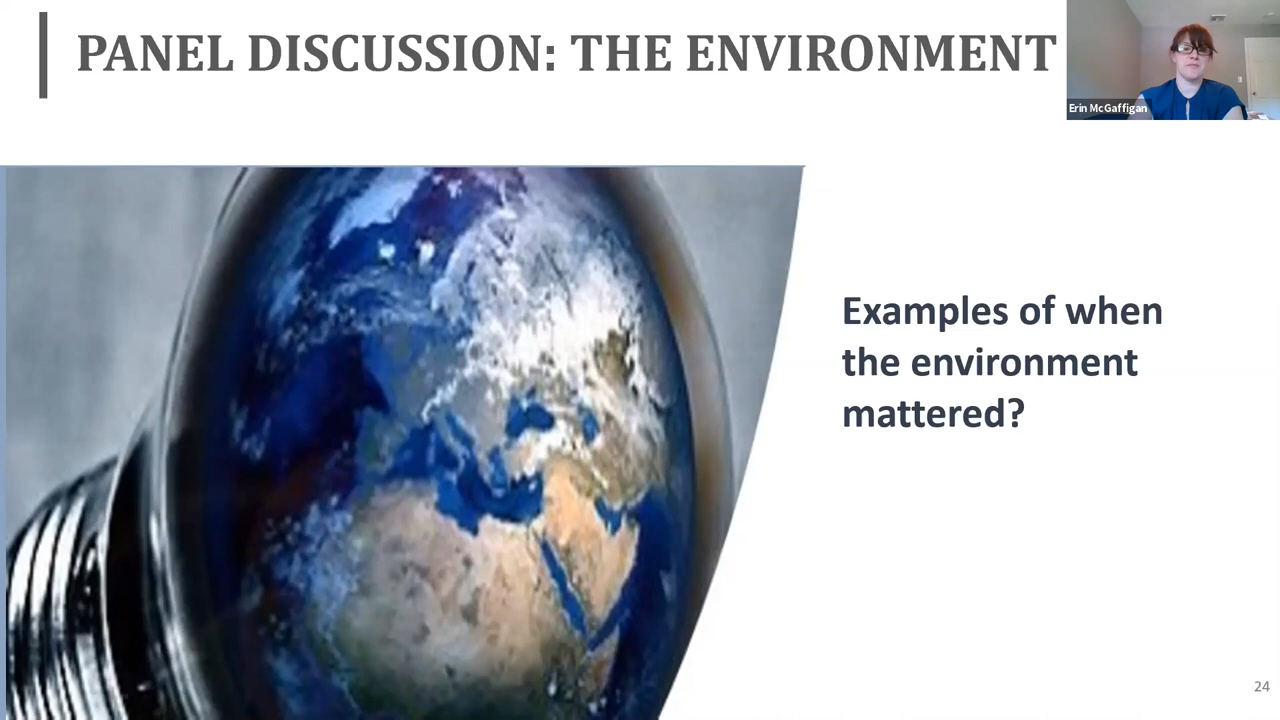 PANEL DISCUSSION: THE ENVIRONMENT
Erin McGaffigan
Examples of when
the environment
mattered?
24